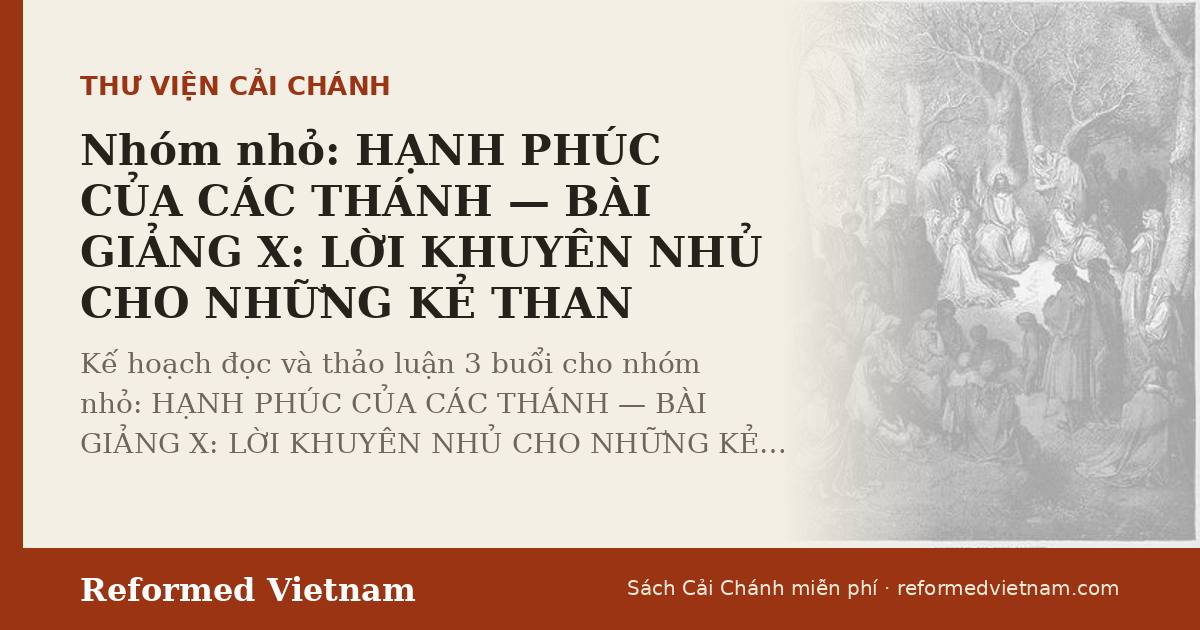 THƯ VIỆN CẢI CHÁNH
Nhóm nhỏ: HẠNH PHÚC
CỦA CÁC THÁNH — BÀI
GIẢNG X: LỜI KHUYÊN NHỦ
CHO NHỮNG KẺ THAN
Kế hoạch đọc và thảo luận 3 buổi cho nhóm
nhỏ: HẠNH PHÚC CỦA CÁC THÁNH — BÀI
GIẢNG X: LỜI KHUYÊN NHỦ CHO NHỮNG KẺ…
Reformed Vietnam
Sách Cải Chánh miễn phí · reformedvietnam.com